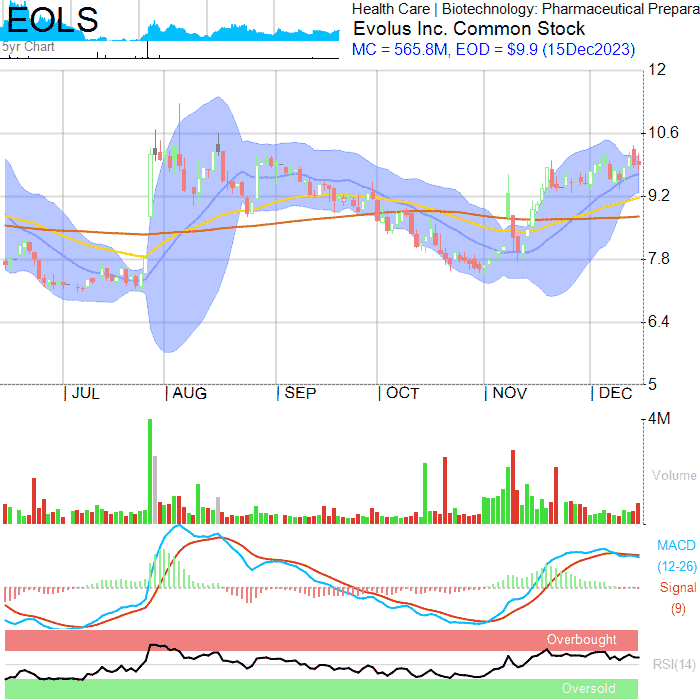 EOLS
Health Care | Biotechnology: Pharmaceutical Prepara
Evolus Inc. Common Stock
5yr Chart
MC = 565.8M, EOD = $9.9 (15Dec2023)
12
10.6
9.2
7.8
6.4
5
| JUL | AUG | SEP | OCT | NOV | DEC
4M
Volume
MACD
(12-26)
Signal
(9)
Overbought
RSI(14)
Oversold